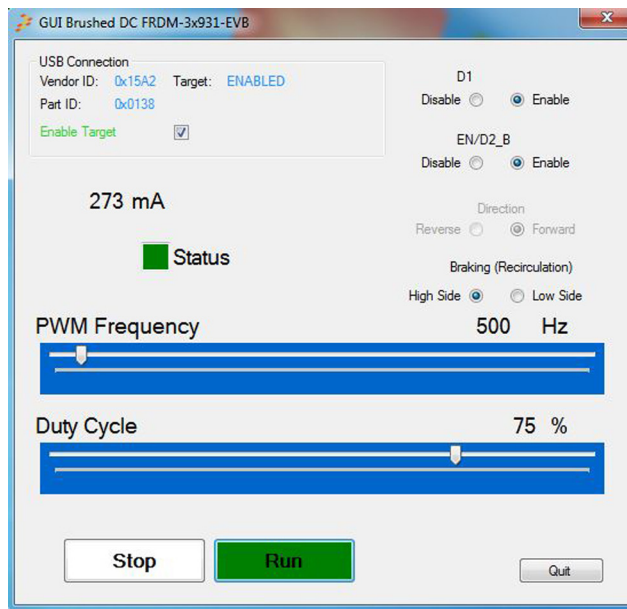 GUI Brushed DC FRDM-3x931-EVB
USB Connection
Vendor ID: 0x15A2 Target: ENABLED
Part ID: 0x0138
Enable Target
D1
Disable Enable
EN/D2_B
Disable Enable
273 mA
Direction
Reverse Forward
Status
Braking (Recirculation)
High Side Low Side
PWM Frequency 500 Hz
Duty Cycle 75 %
Stop Run Quit